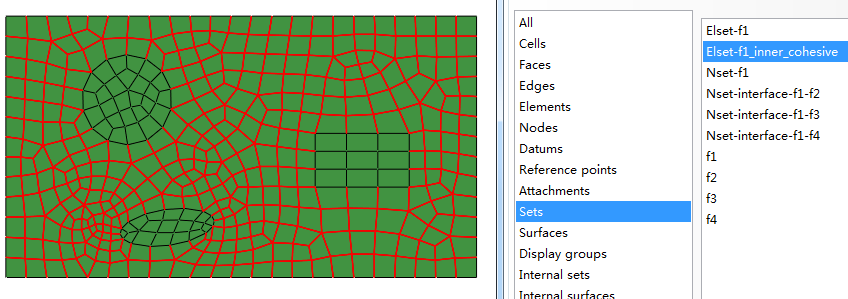 All
Cells
Faces
Edges
Elements
Nodes
Datums
Reference points
Attachments
Sets
Surfaces
Display groups
Internal sets
Internal surfaces
Elset-f1
Elset-f1_inner_cohesive
Nset-f1
Nset-interface-f1-f2
Nset-interface-f1-f3
Nset-interface-f1-f4
f1
f2
f3
f4